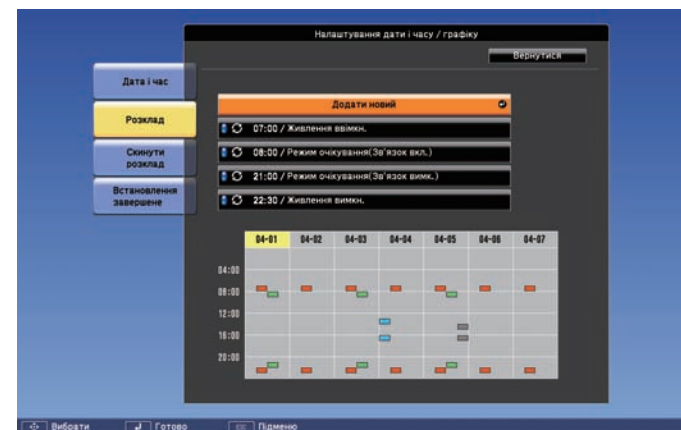 Налаштування дати і часу / графіку
Вернутися
Дата і час
Розклад
Скинути
розклад
Встановлення
завершене
Додати новий
07:00 / Живлення ввімкн.
08:00 / Режим очікування(Зв'язок вкл.)
21:00 / Режим очікування(Зв'язок вимк.)
22:30 / Живлення вимкн.
04-01 04-02 04-03 04-04 04-05 04-06 04-07
04:00
08:00
12:00
16:00
20:00
Вибрати Готово Esc Підменю